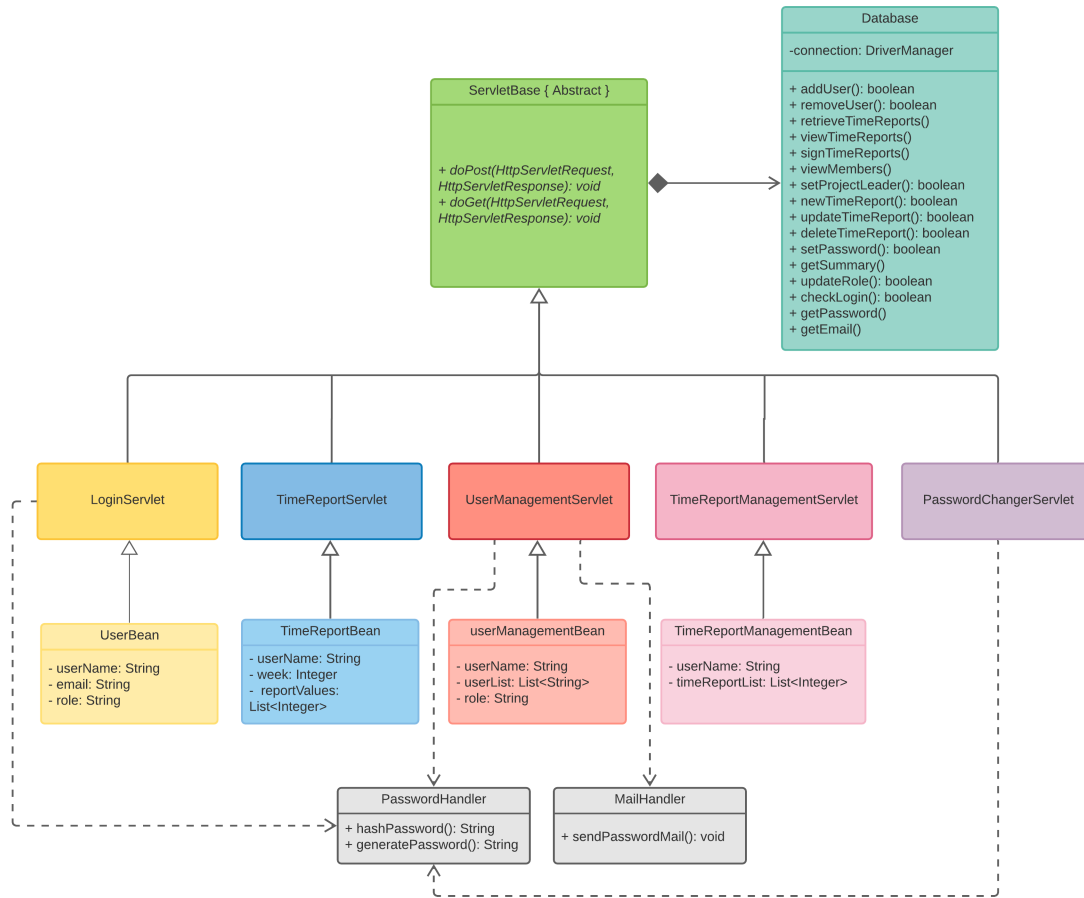 Database
-connection: DriverManager
+ addUser(): boolean
+ removeUser(): boolean
+ retrieveTimeReports()
+ viewTimeReports()
+ signTimeReports()
+ viewMembers()
+ setProjectLeader(): boolean
+ newTimeReport(): boolean
+ updateTimeReport(): boolean
+ deleteTimeReport(): boolean
+ setPassword(): boolean
+ getSummary()
+ updateRole(): boolean
+ checkLogin(): boolean
+ getPassword()
+ getEmail()
ServletBase { Abstract }
+ doPost(HttpServletRequest,
HttpServletResponse): void
+ doGet(HttpServletRequest,
HttpServletResponse): void
LoginServlet
TimeReportServlet
UserManagementServlet
TimeReportManagementServlet
PasswordChangerServlet
UserBean
- userName: String
- email: String
- role: String
TimeReportBean
- userName: String
- week: Integer
- reportValues:
List<Integer>
userManagementBean
- userName: String
- userList: List<String>
- role: String
TimeReportManagementBean
- userName: String
- timeReportList: List<Integer>
PasswordHandler
+ hashPassword(): String
+ generatePassword(): String
MailHandler
+ sendPasswordMail(): void